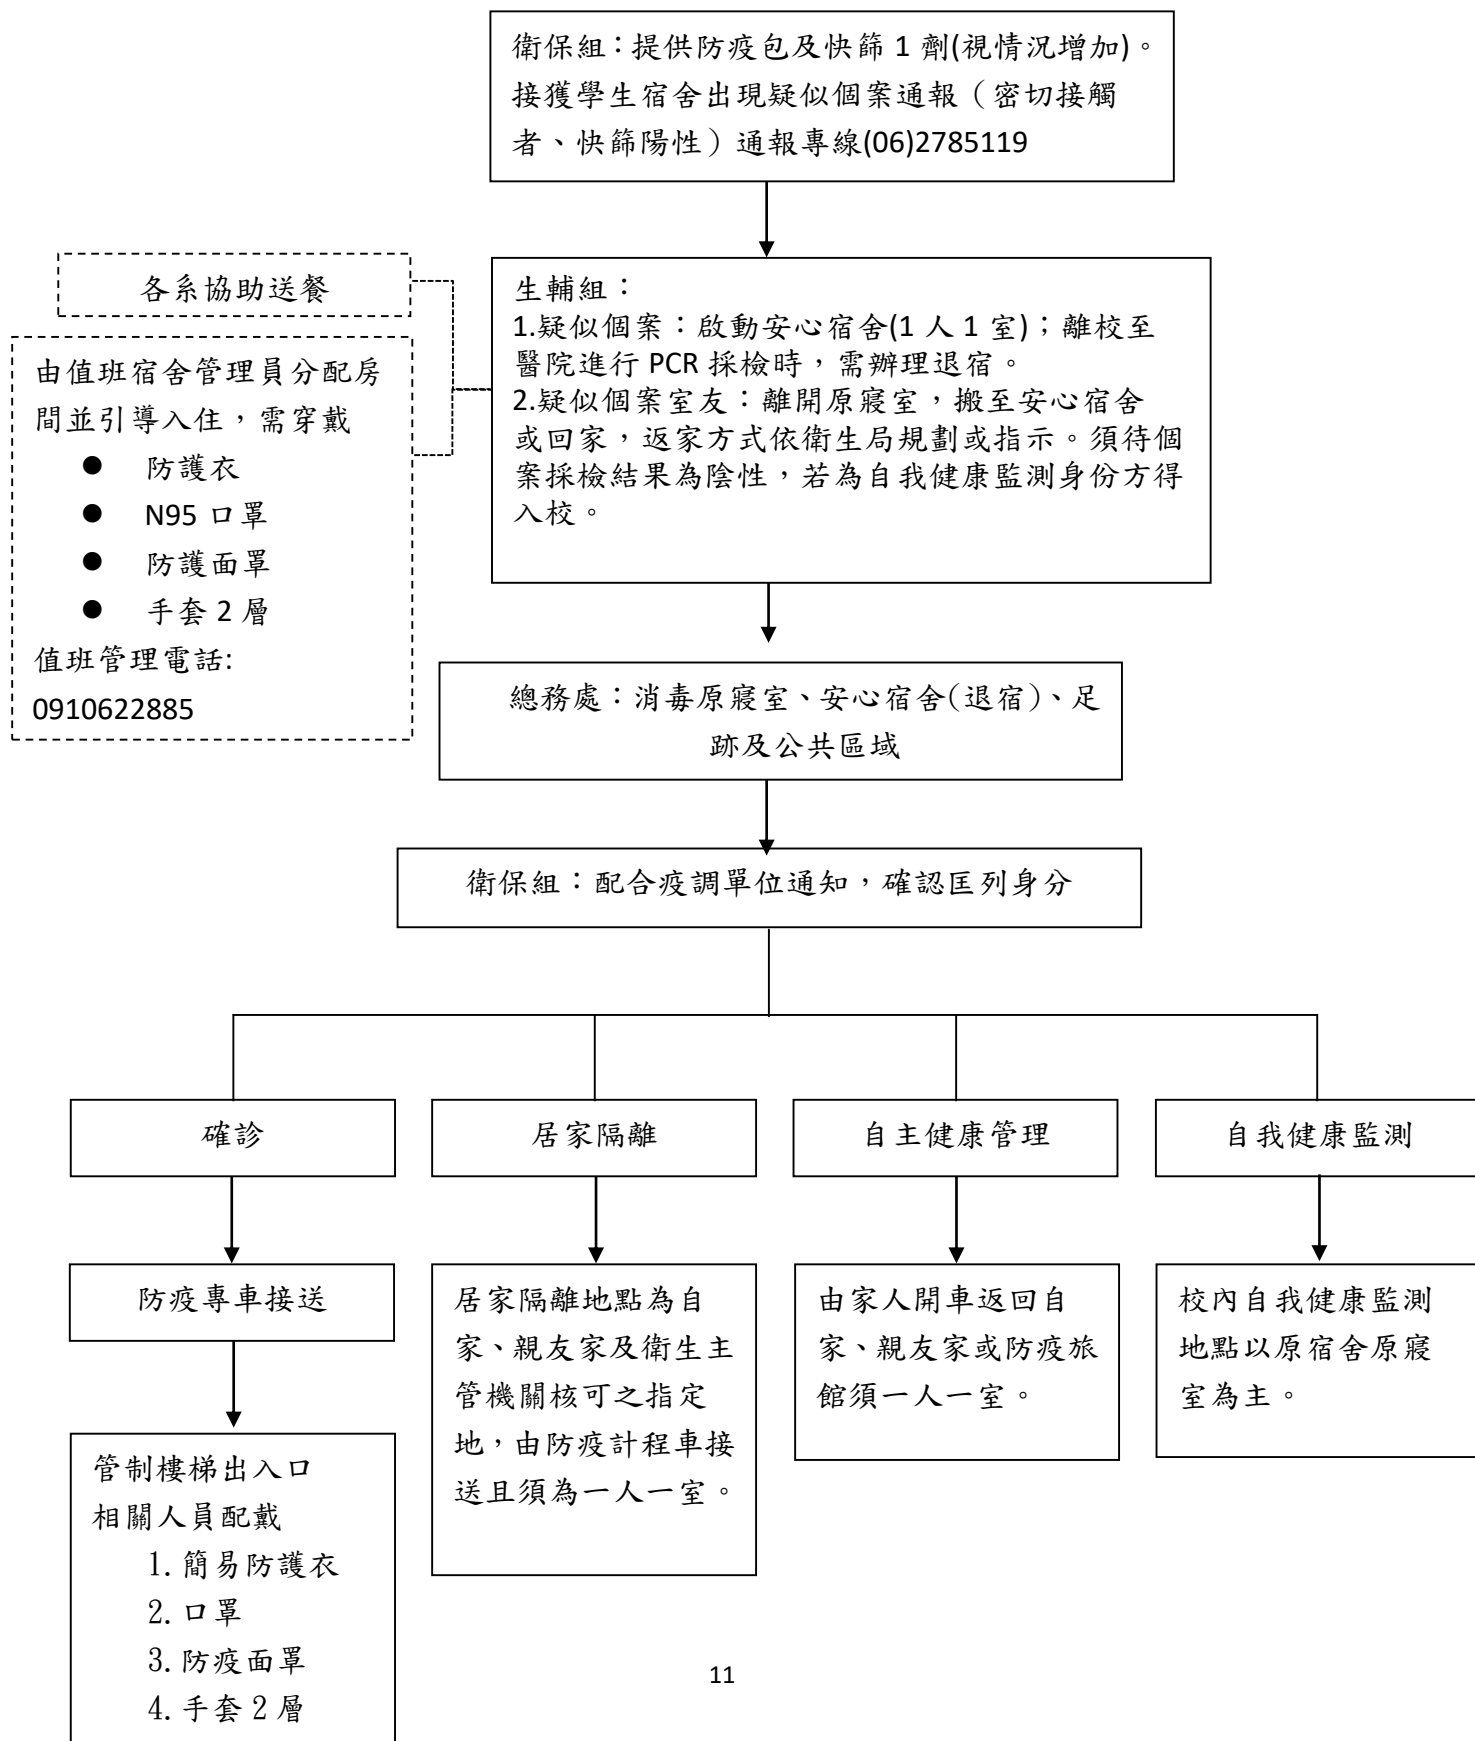 衛保組：提供防疫包及快篩 1 劑(視情況增加)。
接獲學生宿舍出現疑似個案通報（密切接觸
者、快篩陽性）通報專線(06)2785119
各系協助送餐
由值班宿舍管理員分配房
間並引導入住，需穿戴
● 防護衣
● N95 口罩
● 防護面罩
● 手套 2 層
值班管理電話:
0910622885
生輔組：
1.疑似個案：啟動安心宿舍(1 人 1 室)；離校至
醫院進行 PCR 採檢時，需辦理退宿。
2.疑似個案室友：離開原寢室，搬至安心宿舍
或回家，返家方式依衛生局規劃或指示。須待個
案採檢結果為陰性，若為自我健康監測身份方得
入校。
總務處：消毒原寢室、安心宿舍(退宿)、足
跡及公共區域
衛保組：配合疫調單位通知，確認匡列身分
確診
居家隔離
自主健康管理
自我健康監測
防疫專車接送
管制樓梯出入口
相關人員配戴
1. 簡易防護衣
2. 口罩
3. 防疫面罩
4. 手套 2 層
居家隔離地點為自
家、親友家及衛生主
管機關核可之指定
地，由防疫計程車接
送且須為一人一室。
由家人開車返回自
家、親友家或防疫旅
館須一人一室。
校內自我健康監測
地點以原宿舍原寢
室為主。
11